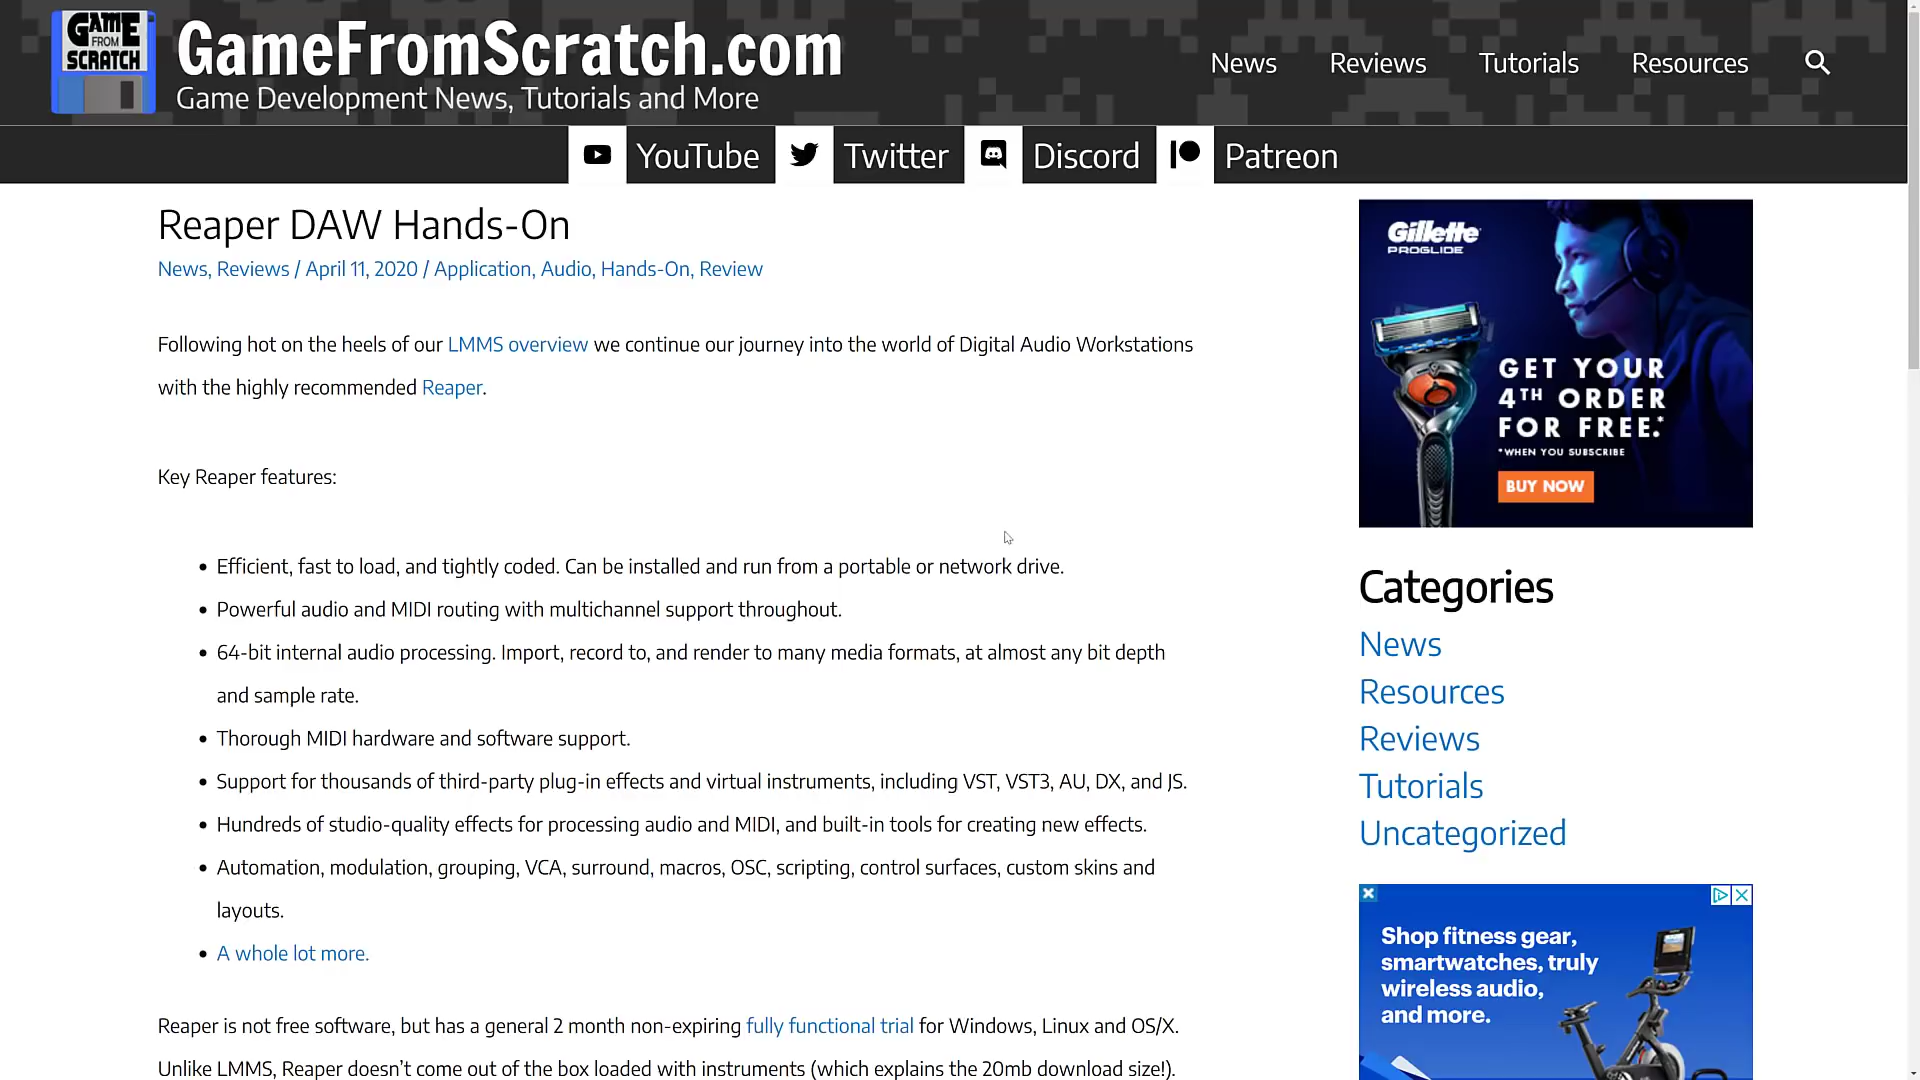 GAME
FROM
SCRATCH
GameFromScratch.com
Game Development News, Tutorials and More
News
Reviews
Tutorials
Resources
YouTube
Twitter
Discord
Patreon
Reaper DAW Hands-On
News, Reviews / April 11, 2020 / Application, Audio, Hands-On, Review
Following hot on the heels of our LMMS overview we continue our journey into the world of Digital Audio Workstations
with the highly recommended Reaper.
Key Reaper features:
• Efficient, fast to load, and tightly coded. Can be installed and run from a portable or network drive.
• Powerful audio and MIDI routing with multichannel support throughout.
• 64-bit internal audio processing. Import, record to, and render to many media formats, at almost any bit depth
and sample rate.
• Thorough MIDI hardware and software support.
• Support for thousands of third-party plug-in effects and virtual instruments, including VST, VST3, AU, DX, and JS.
• Hundreds of studio-quality effects for processing audio and MIDI, and built-in tools for creating new effects.
• Automation, modulation, grouping, VCA, surround, macros, OSC, scripting, control surfaces, custom skins and
layouts.
• A whole lot more.
Reaper is not free software, but has a general 2 month non-expiring fully functional trial for Windows, Linux and OS/X.
Unlike LMMS, Reaper doesn’t come out of the box loaded with instruments (which explains the 20mb download size!).
Gillette
PROGLIDE
GET YOUR
4TH ORDER
FOR FREE.*
*WHEN YOU SUBSCRIBE
BUY NOW
Categories
News
Resources
Reviews
Tutorials
Uncategorized
Shop fitness gear,
smartwatches, truly
wireless audio,
and more.